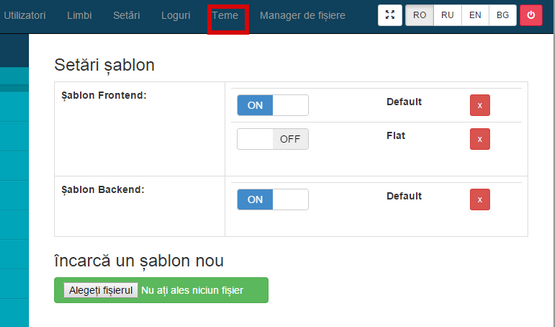 Utilizatori Limbi Setări Loguri Teme Manager de fișiere RO RU EN BG
Setări șablon
Șablon Frontend:
ON Default x
OFF Flat x
Șablon Backend:
ON Default x
încarcă un șablon nou
Alegeți fișierul Nu ați ales niciun fișier